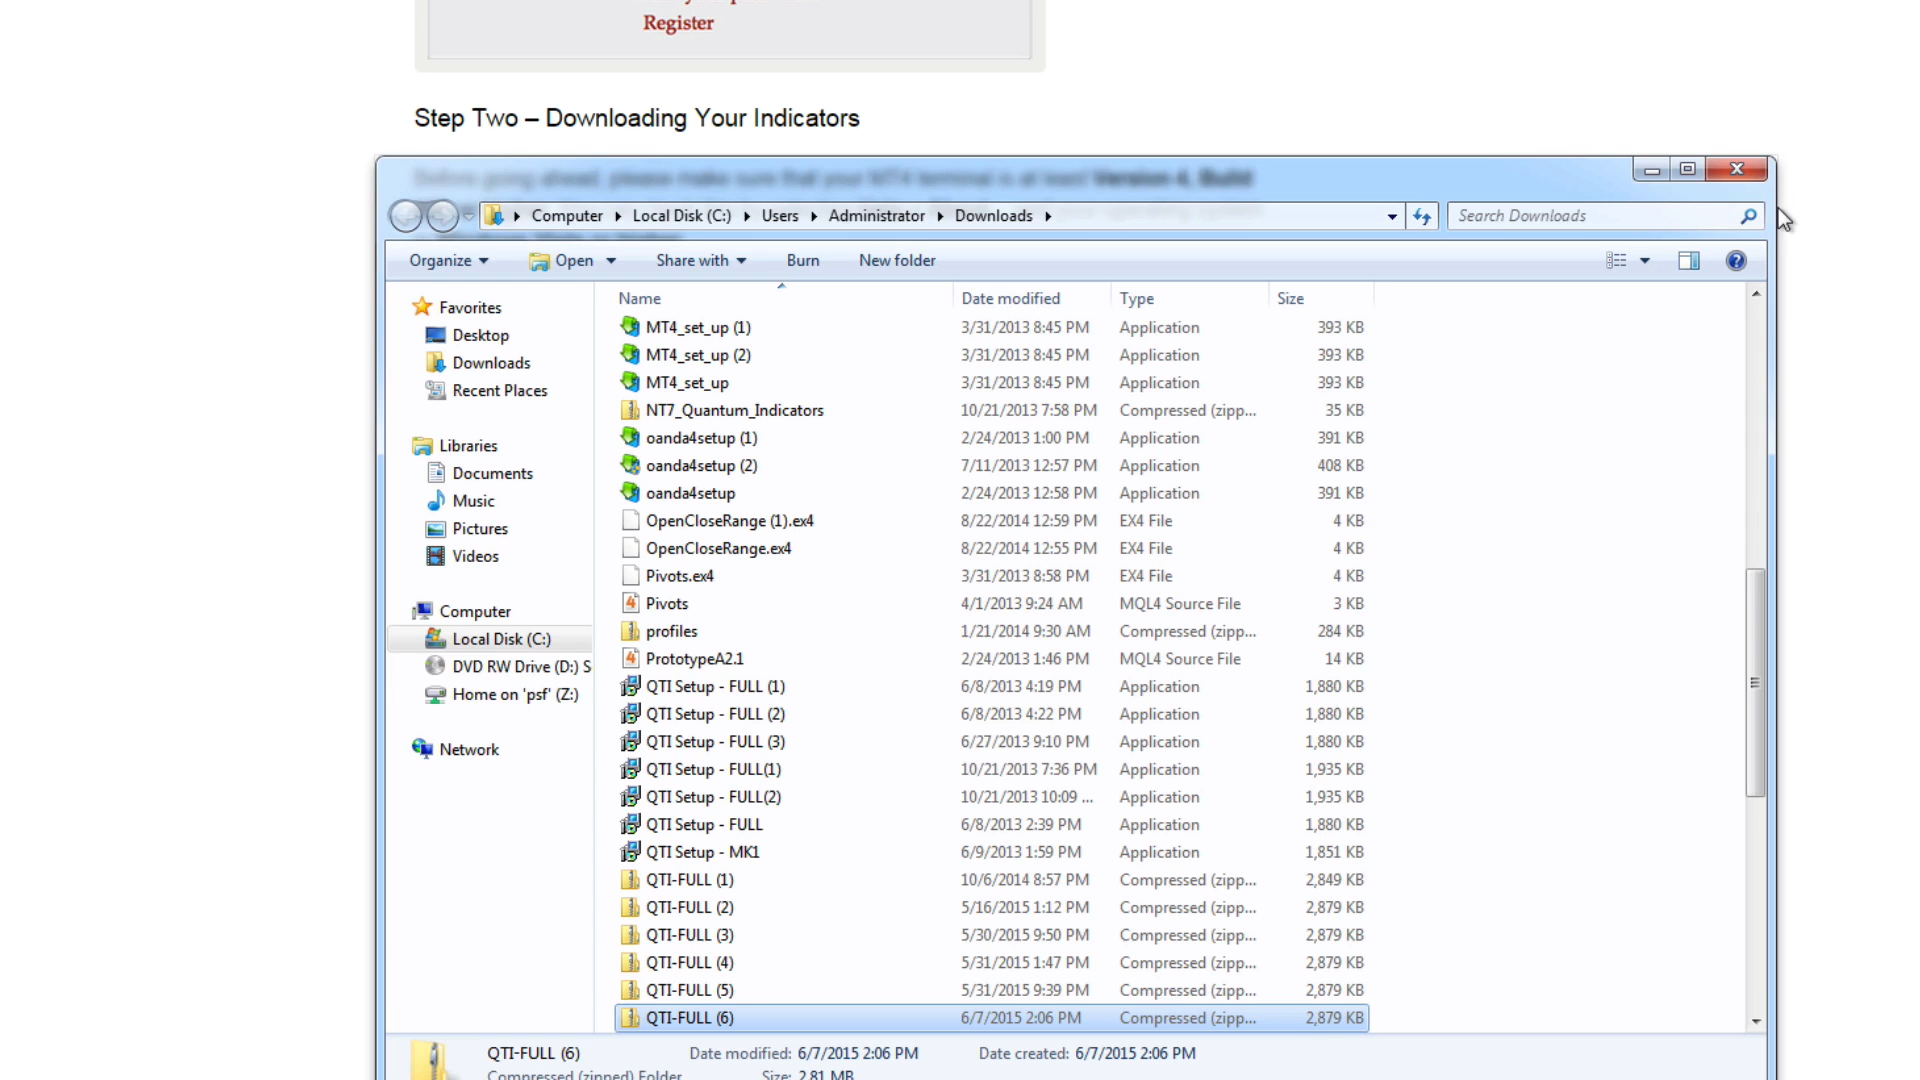 Register
Step Two – Downloading Your Indicators
Before going ahead, please make sure that your MT4 terminal is at least Version 4, Build
Computer Local Disk (C:) Users Administrator Downloads Search Downloads
Organize Open Share with Burn New folder
Name Date modified Type Size
Favorites
Desktop
Downloads
Recent Places
Libraries
Documents
Music
Pictures
Videos
Computer
Local Disk (C:)
DVD RW Drive (D:) S
Home on 'psf' (Z:)
Network
MT4_set_up (1) 3/31/2013 8:45 PM Application 393 KB
MT4_set_up (2) 3/31/2013 8:45 PM Application 393 KB
MT4_set_up 3/31/2013 8:45 PM Application 393 KB
NT7_Quantum_Indicators 10/21/2013 7:58 PM Compressed (zipp... 35 KB
oanda4setup (1) 2/24/2013 1:00 PM Application 391 KB
oanda4setup (2) 7/11/2013 12:57 PM Application 408 KB
oanda4setup 2/24/2013 12:58 PM Application 391 KB
OpenCloseRange (1).ex4 8/22/2014 12:59 PM EX4 File 4 KB
OpenCloseRange.ex4 8/22/2014 12:55 PM EX4 File 4 KB
Pivots.ex4 3/31/2013 8:58 PM EX4 File 4 KB
Pivots 4/1/2013 9:24 AM MQL4 Source File 3 KB
profiles 1/21/2014 9:30 AM Compressed (zipp... 284 KB
PrototypeA2.1 2/24/2013 1:46 PM MQL4 Source File 14 KB
QTI Setup - FULL (1) 6/8/2013 4:19 PM Application 1,880 KB
QTI Setup - FULL (2) 6/8/2013 4:22 PM Application 1,880 KB
QTI Setup - FULL (3) 6/27/2013 9:10 PM Application 1,880 KB
QTI Setup - FULL(1) 10/21/2013 7:36 PM Application 1,935 KB
QTI Setup - FULL(2) 10/21/2013 10:09 ... Application 1,935 KB
QTI Setup - FULL 6/8/2013 2:39 PM Application 1,880 KB
QTI Setup - MK1 6/9/2013 1:59 PM Application 1,851 KB
QTI-FULL (1) 10/6/2014 8:57 PM Compressed (zipp... 2,849 KB
QTI-FULL (2) 5/16/2015 1:12 PM Compressed (zipp... 2,879 KB
QTI-FULL (3) 5/30/2015 9:50 PM Compressed (zipp... 2,879 KB
QTI-FULL (4) 5/31/2015 1:47 PM Compressed (zipp... 2,879 KB
QTI-FULL (5) 5/31/2015 9:39 PM Compressed (zipp... 2,879 KB
QTI-FULL (6) 6/7/2015 2:06 PM Compressed (zipp... 2,879 KB
QTI-FULL (6) Date modified: 6/7/2015 2:06 PM Date created: 6/7/2015 2:06 PM
Compressed (zipped) Folder Size: 2.81 MB